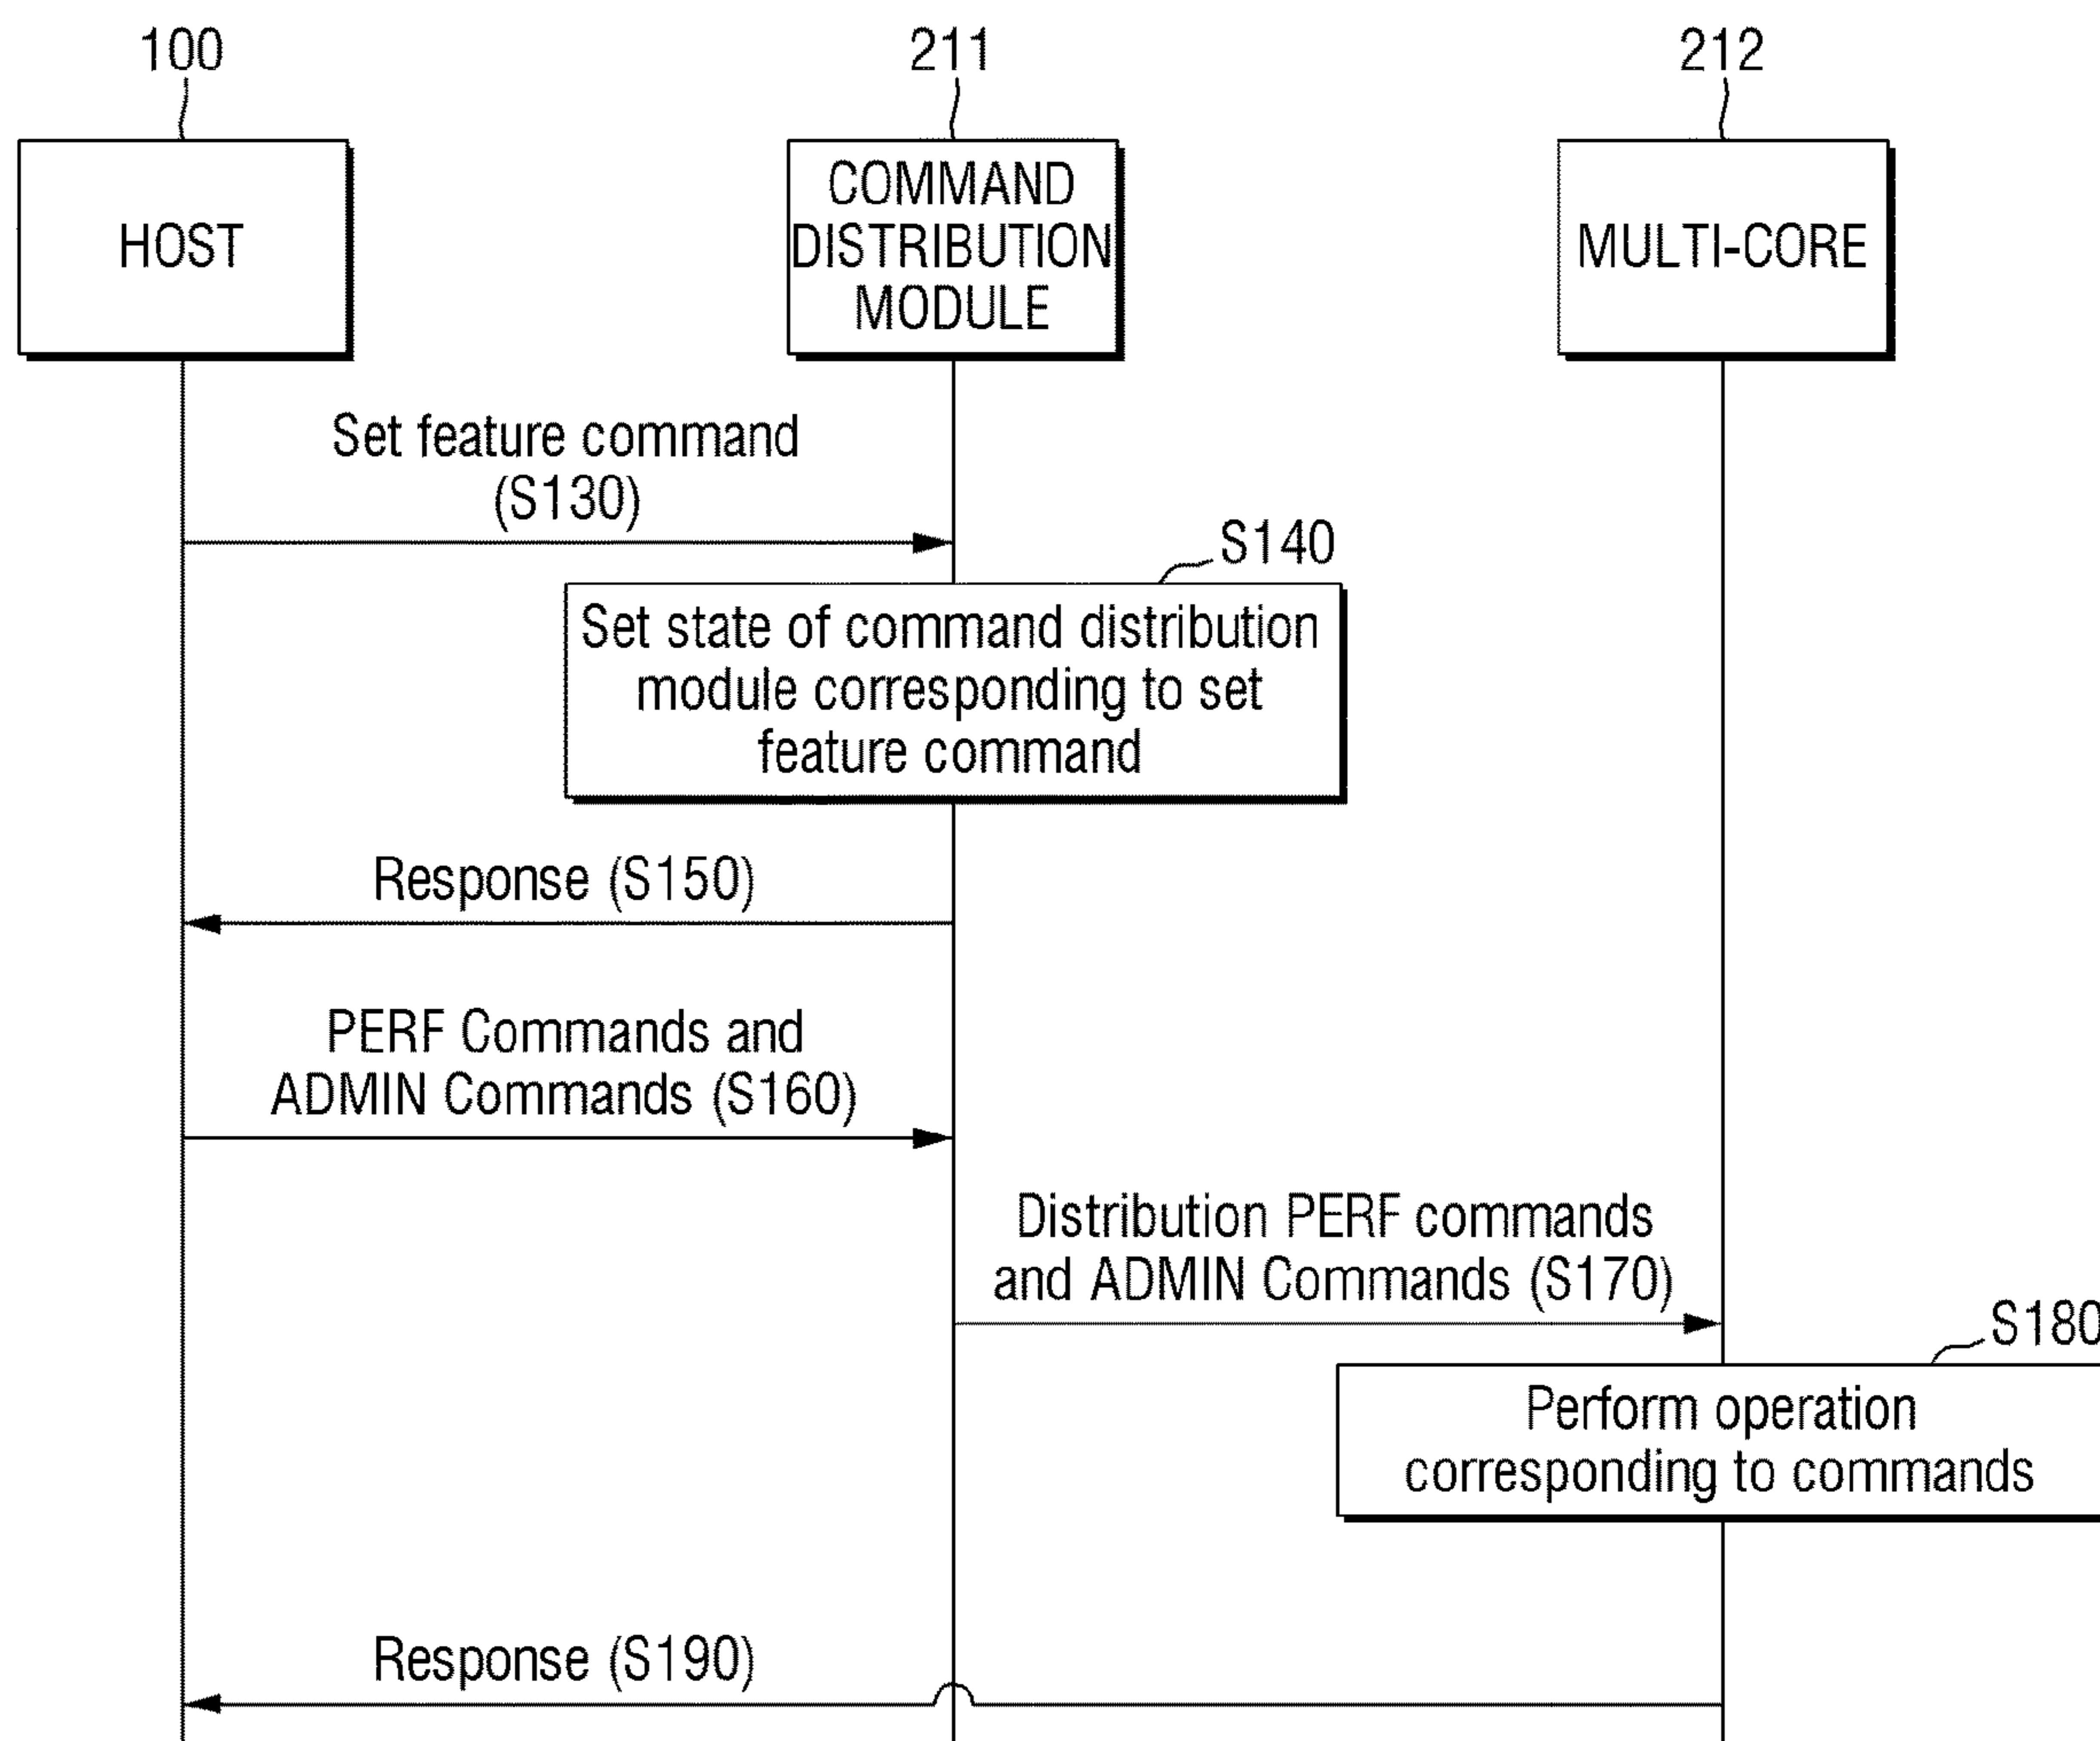 100
211
212
HOST
COMMAND
DISTRIBUTION
MODULE
MULTI-CORE
Set feature command
(S130)
S140
Set state of command distribution
module corresponding to set
feature command
Response (S150)
PERF Commands and
ADMIN Commands (S160)
Distribution PERF commands
and ADMIN Commands (S170)
S180
Perform operation
corresponding to commands
Response (S190)